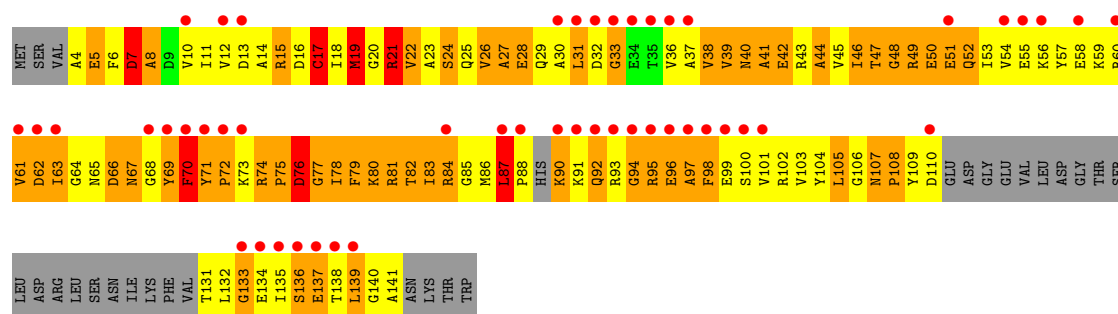 MET SER VAL A4 E5 F6 D7 A8 D9 V10 I11 V12 D13 A14 R15 D16 C17 I18 M19 G20 R21 V22 A23 S24 Q25 V26 A27 E28 Q29 A30 L31 D32 G33 E34 T35 V36 A37 V38 V39 N40 A41 E42 R43 A44 V45 I46 T47 G48 R49 E50 E51 Q52 I53 V54 E55 K56 Y57 E58 K59 R60
V61 D62 I63 G64 N65 D66 N67 G68 Y69 F70 Y71 P72 K73 R74 P75 D76 G77 I78 F79 K80 R81 T82 I83 R84 G85 M86 L87 P88 HIS K90 K91 Q92 R93 G94 R95 E96 A97 F98 E99 S100 V101 R102 V103 Y104 L105 G106 N107 P108 Y109 D110 GLU ASP GLY GLU VAL LEU ASP GLY THR SER
LEU ASP ARG LEU SER ASN ILE LYS PHE VAL T131 L132 G133 E134 I135 S136 E137 T138 L139 G140 A141 ASN LYS THR TRP